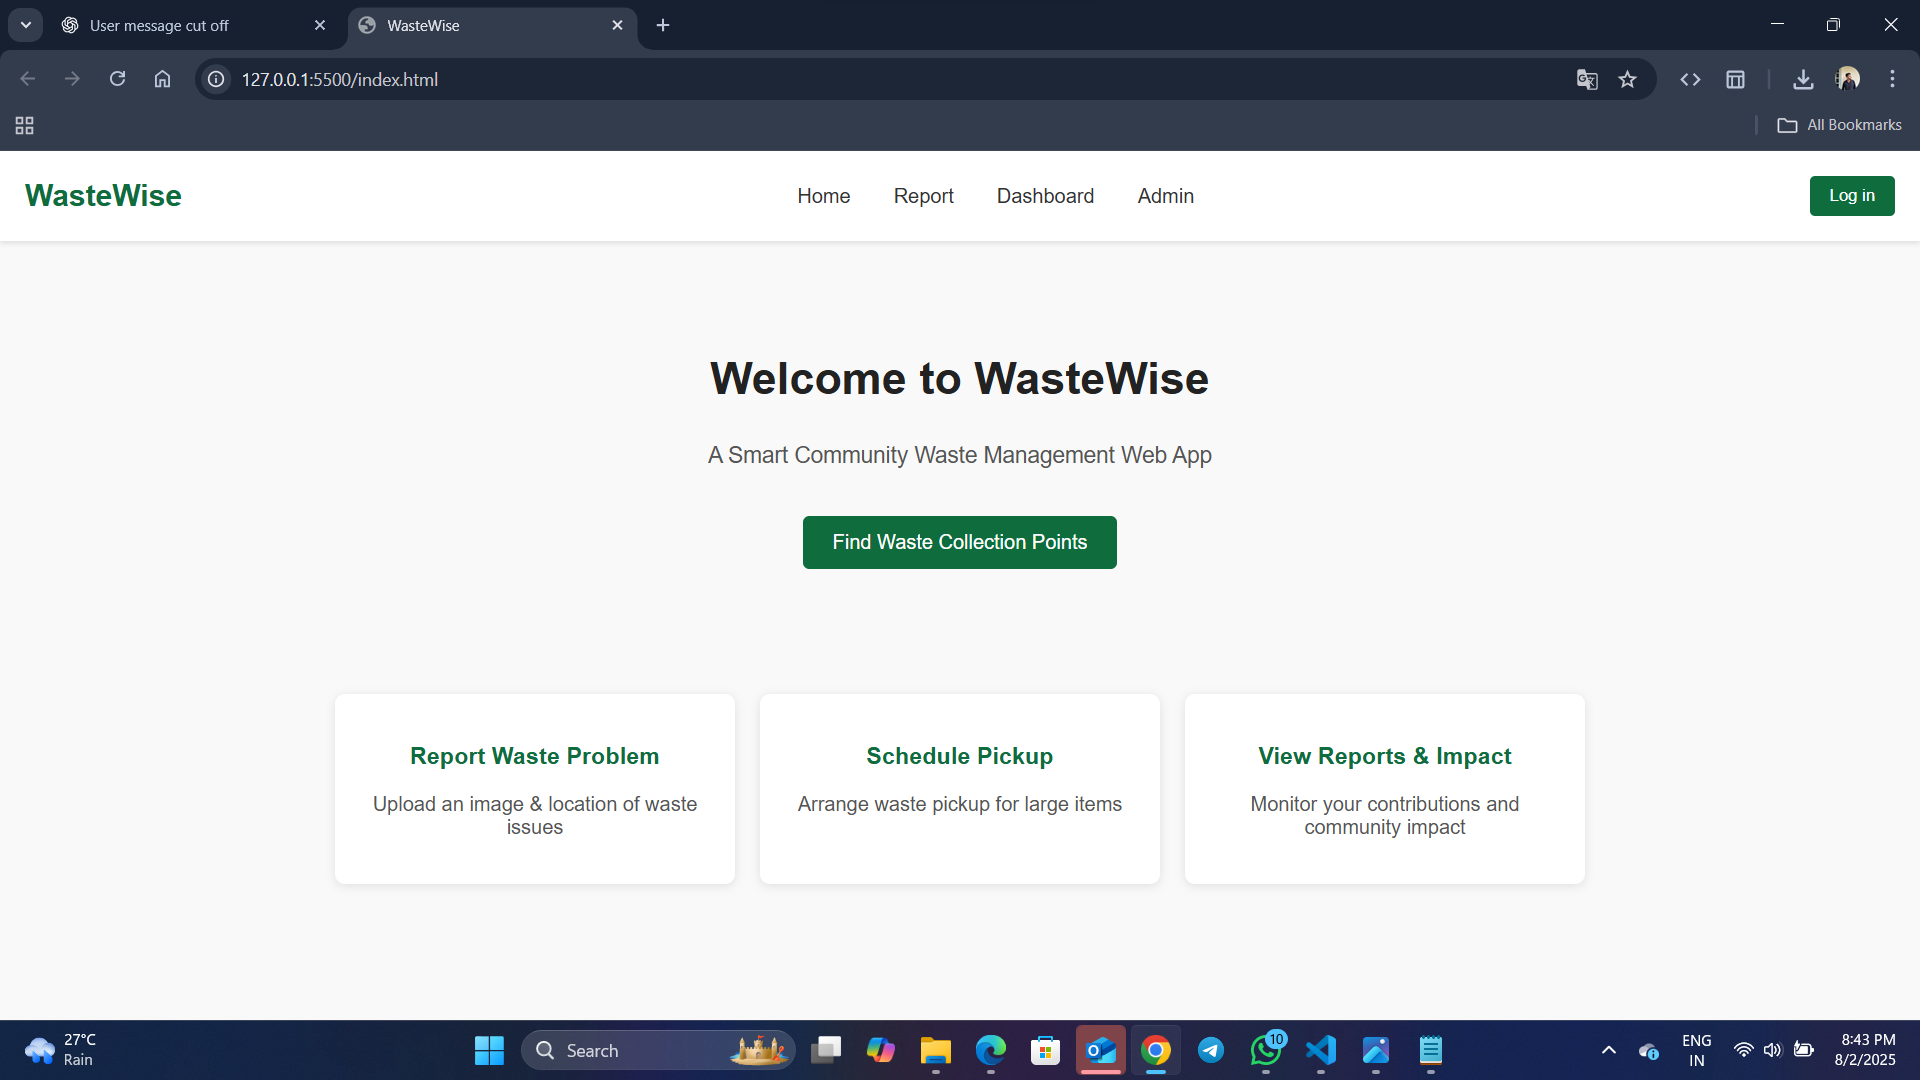 User message cut off
WasteWise
127.0.0.1:5500/index.html
All Bookmarks
WasteWise
Home
Report
Dashboard
Admin
Log in
Welcome to WasteWise
A Smart Community Waste Management Web App
Find Waste Collection Points
Report Waste Problem
Upload an image & location of waste
issues
Schedule Pickup
Arrange waste pickup for large items
View Reports & Impact
Monitor your contributions and
community impact
27°C
Rain
Search
10
ENG
IN
8:43 PM
8/2/2025